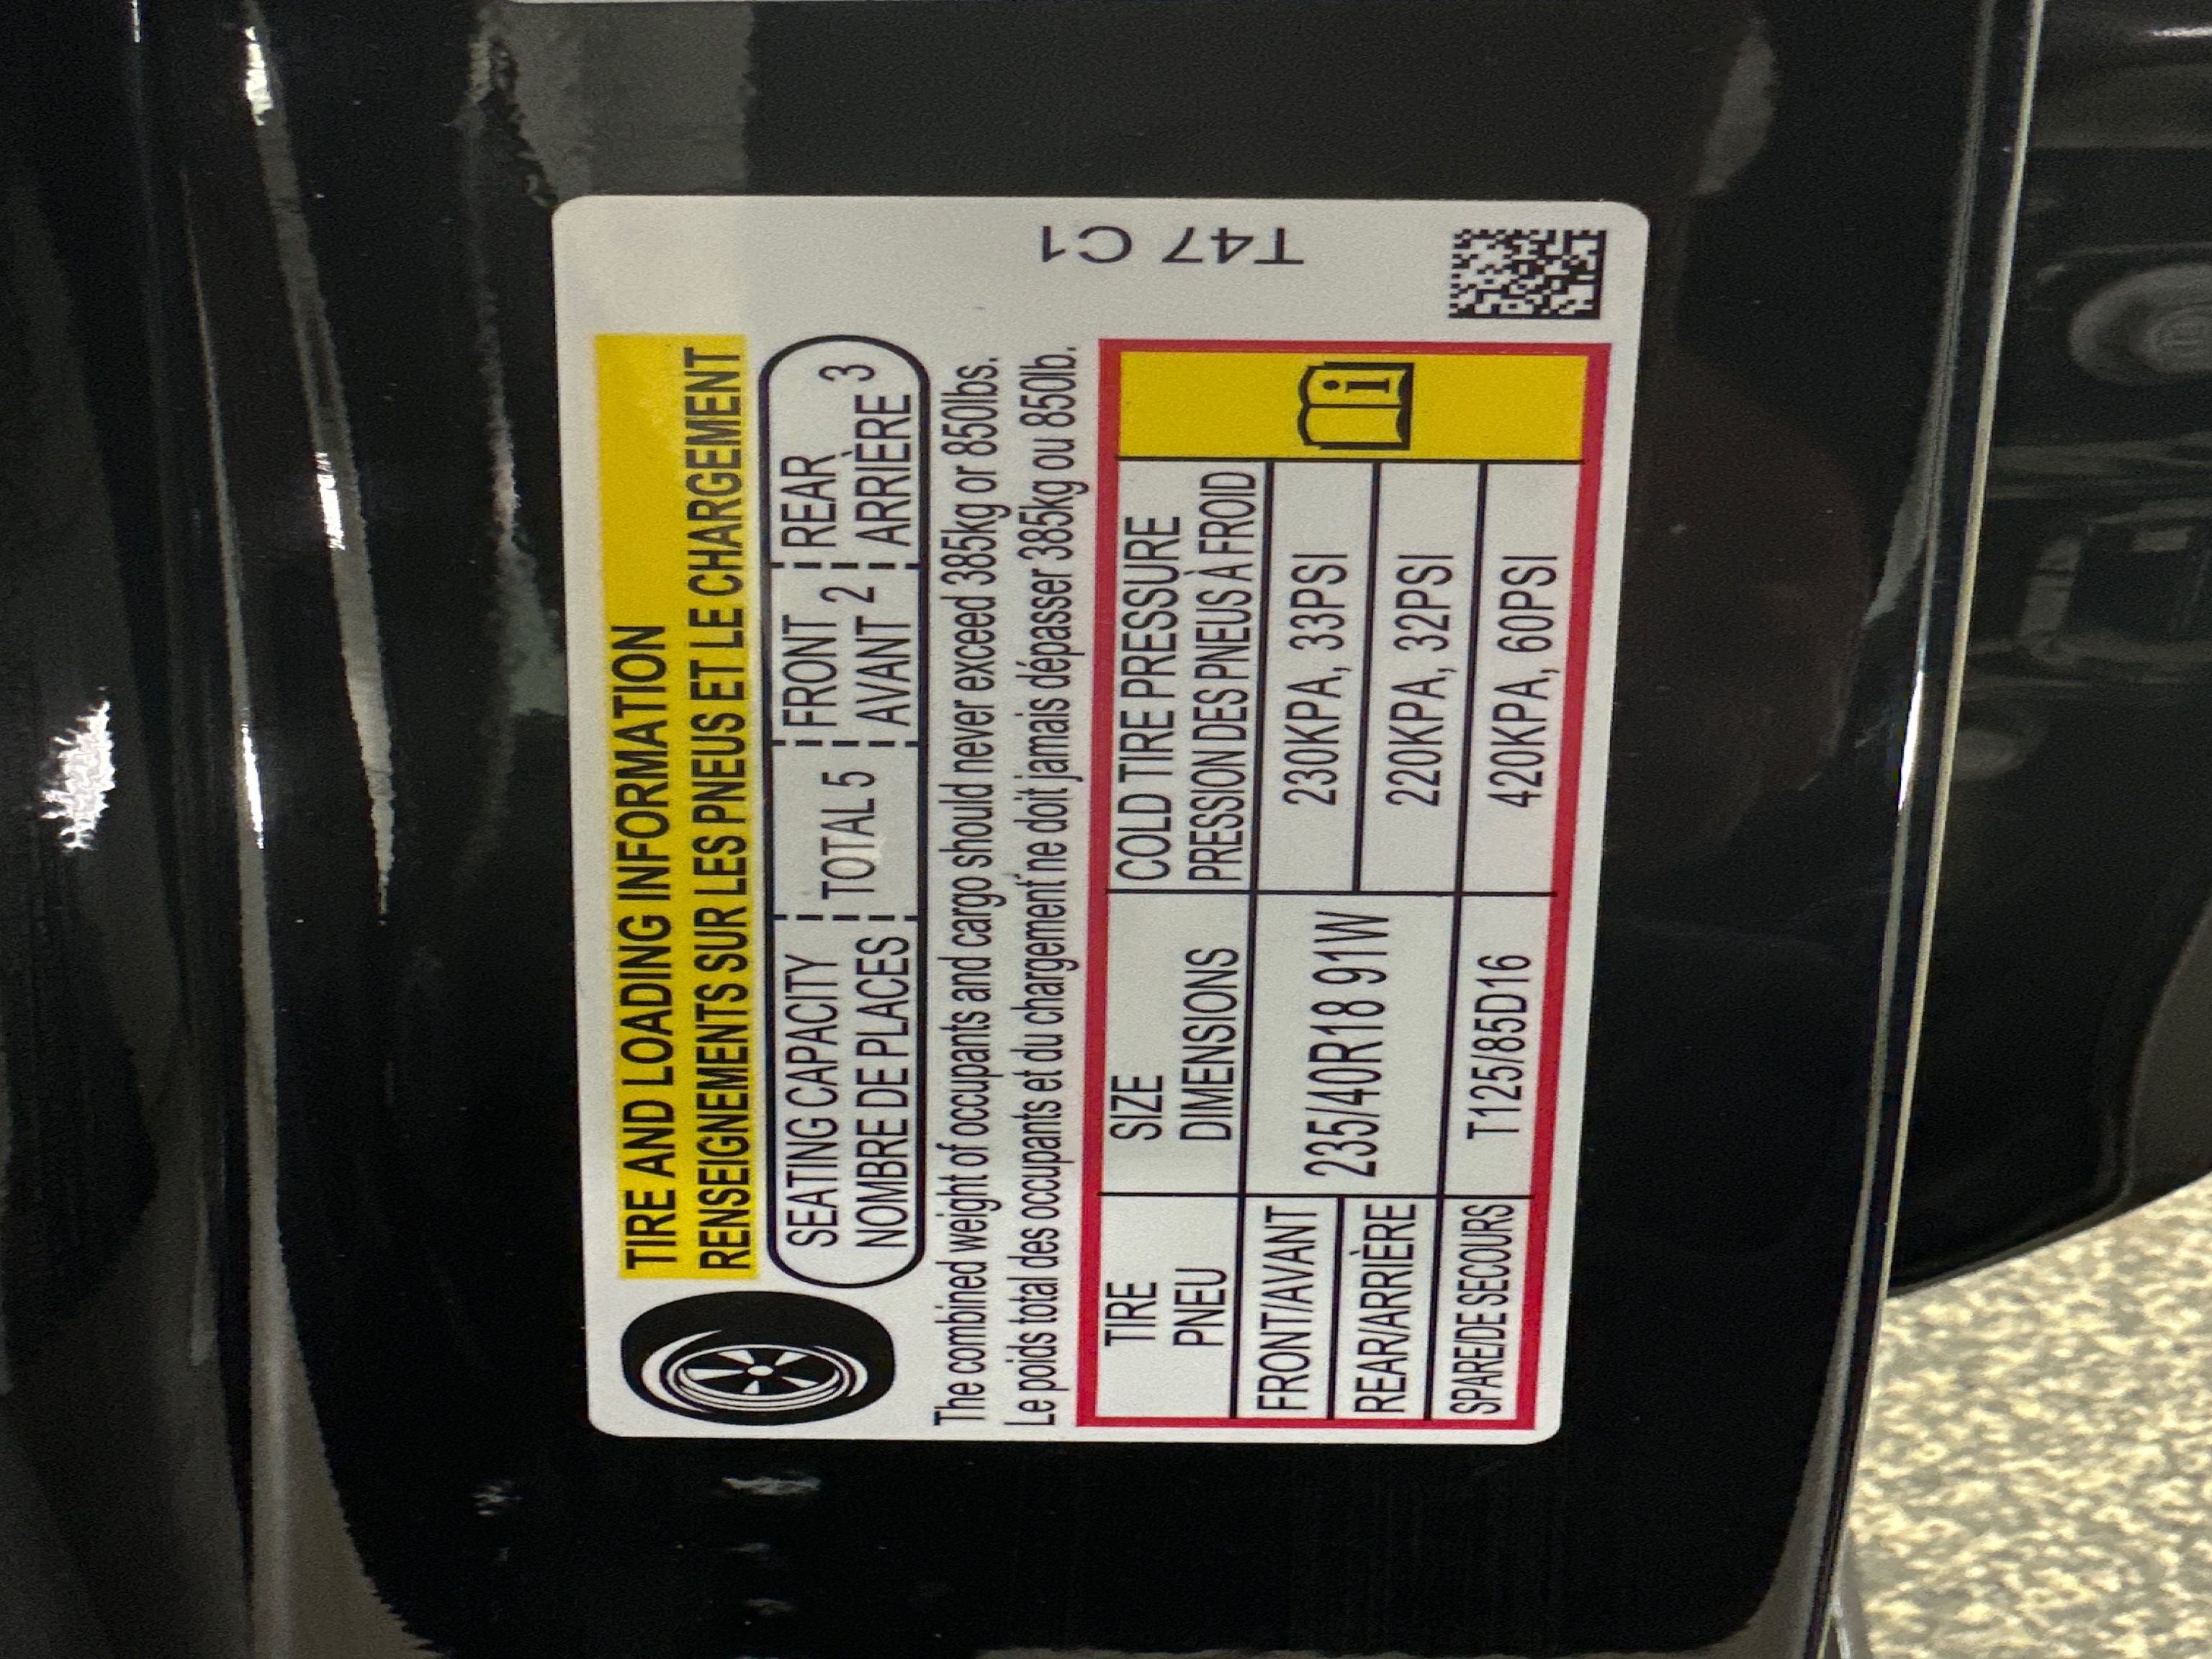 TIRE AND LOADING INFORMATION
RENSEIGNEMENTS SUR LES PNEUS ET LE CHARGEMENT
SEATING CAPACITY
NOMBRE DE PLACES
TOTAL 5
FRONT
AVANT 2
REAR
ARRIÈRE 3
The combined weight of occupants and cargo should never exceed 385kg or 850lbs.
Le poids total des occupants et du chargement ne doit jamais dépasser 385kg ou 850lb.
TIRE
PNEU
SIZE
DIMENSIONS
COLD TIRE PRESSURE
PRESSION DES PNEUS À FROID
FRONT/AVANT
235/40R18 91W
230KPA, 33PSI
REAR/ARRIÈRE
220KPA, 32PSI
SPARE/DE SECOURS
T125/85D16
420KPA, 60PSI
i
T47 C1